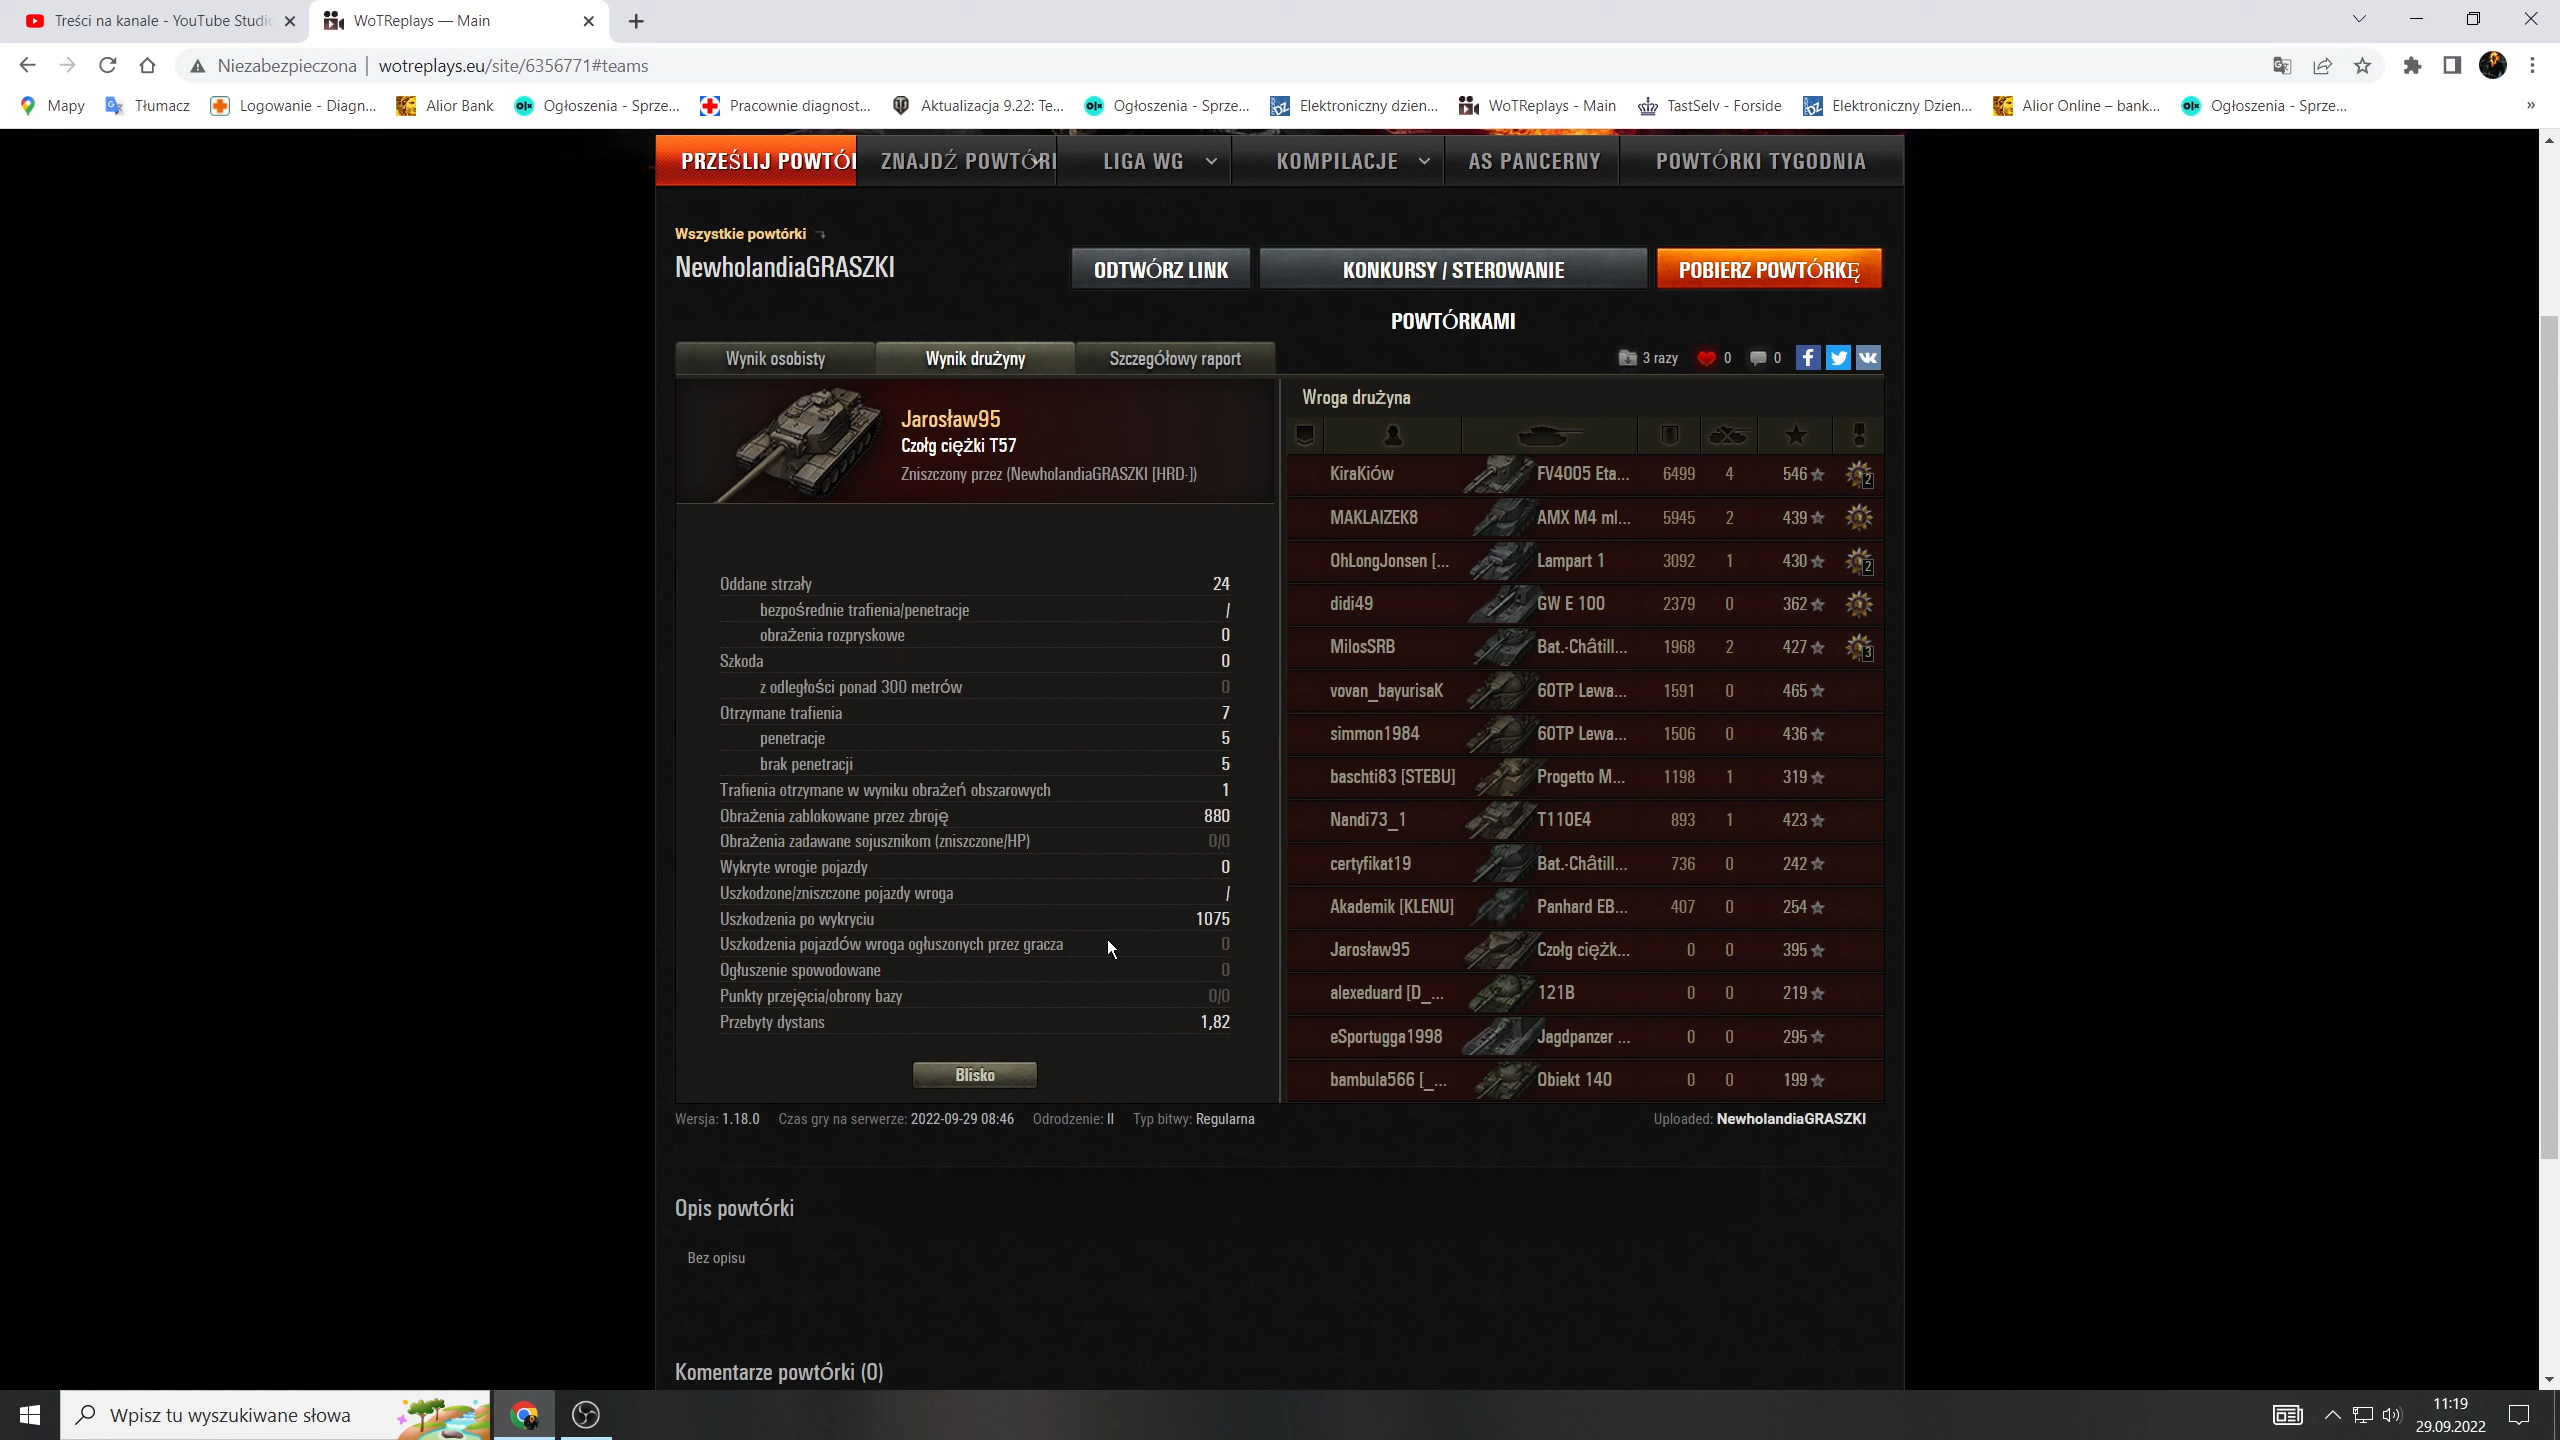 Treści na kanale - YouTube Studi
WoTReplays — Main
Niezabezpieczona
wotreplays.eu/site/6356771#teams
Mapy
Tłumacz
Logowanie - Diagn...
Alior Bank
Ogłoszenia - Sprze...
Pracownie diagnost...
Aktualizacja 9.22: Te...
Ogłoszenia - Sprze...
Elektroniczny dzien...
WoTReplays - Main
TastSelv - Forside
Elektroniczny Dzien...
Alior Online – bank...
Ogłoszenia - Sprze...
»
PRZEŚLIJ POWTÓ
ZNAJDŹ POWTÓR
LIGA WG
KOMPILACJE
AS PANCERNY
POWTÓRKI TYGODNIA
Wszystkie powtórki
NewholandiaGRASZKI
ODTWÓRZ LINK
KONKURSY / STEROWANIE
POWTÓRKAMI
POBIERZ POWTÓRKĘ
Wynik osobisty
Wynik drużyny
Szczegółowy raport
3 razy
0
0
Jarosław95
Czołg ciężki T57
Zniszczony przez (NewholandiaGRASZKI [HRD-])
Oddane strzały 24
bezpośrednie trafienia/penetracje /
obrażenia rozpryskowe 0
Szkoda 0
z odległości ponad 300 metrów 0
Otrzymane trafienia 7
penetracje 5
brak penetracji 5
Trafienia otrzymane w wyniku obrażeń obszarowych 1
Obrażenia zablokowane przez zbroję 880
Obrażenia zadawane sojusznikom (zniszczone/HP) 0/0
Wykryte wrogie pojazdy 0
Uszkodzone/zniszczone pojazdy wroga /
Uszkodzenia po wykryciu 1075
Uszkodzenia pojazdów wroga ogłuszonych przez gracza 0
Ogłuszenie spowodowane 0
Punkty przejęcia/obrony bazy 0/0
Przebyty dystans 1,82
Blisko
Wroga drużyna
KiraKiów FV4005 Eta... 6499 4 546 2
MAKLAIZEK8 AMX M4 ml... 5945 2 439
OhLongJonsen [... Lampart 1 3092 1 430 2
didi49 GW E 100 2379 0 362
MilosSRB Bat.-Châtill... 1968 2 427 3
vovan_bayurisaK 60TP Lewa... 1591 0 465
simmon1984 60TP Lewa... 1506 0 436
baschti83 [STEBU] Progetto M... 1198 1 319
Nandi73_1 T110E4 893 1 423
certyfikat19 Bat.-Châtill... 736 0 242
Akademik [KLENU] Panhard EB... 407 0 254
Jarosław95 Czołg ciężk... 0 0 395
alexeduard [D_... 121B 0 0 219
eSportugga1998 Jagdpanzer ... 0 0 295
bambula566 [_... Obiekt 140 0 0 199
Wersja: 1.18.0 Czas gry na serwerze: 2022-09-29 08:46 Odrodzenie: II Typ bitwy: Regularna
Uploaded: NewholandiaGRASZKI
Opis powtórki
Bez opisu
Komentarze powtórki (0)
Wpisz tu wyszukiwane słowa
11:19
29.09.2022